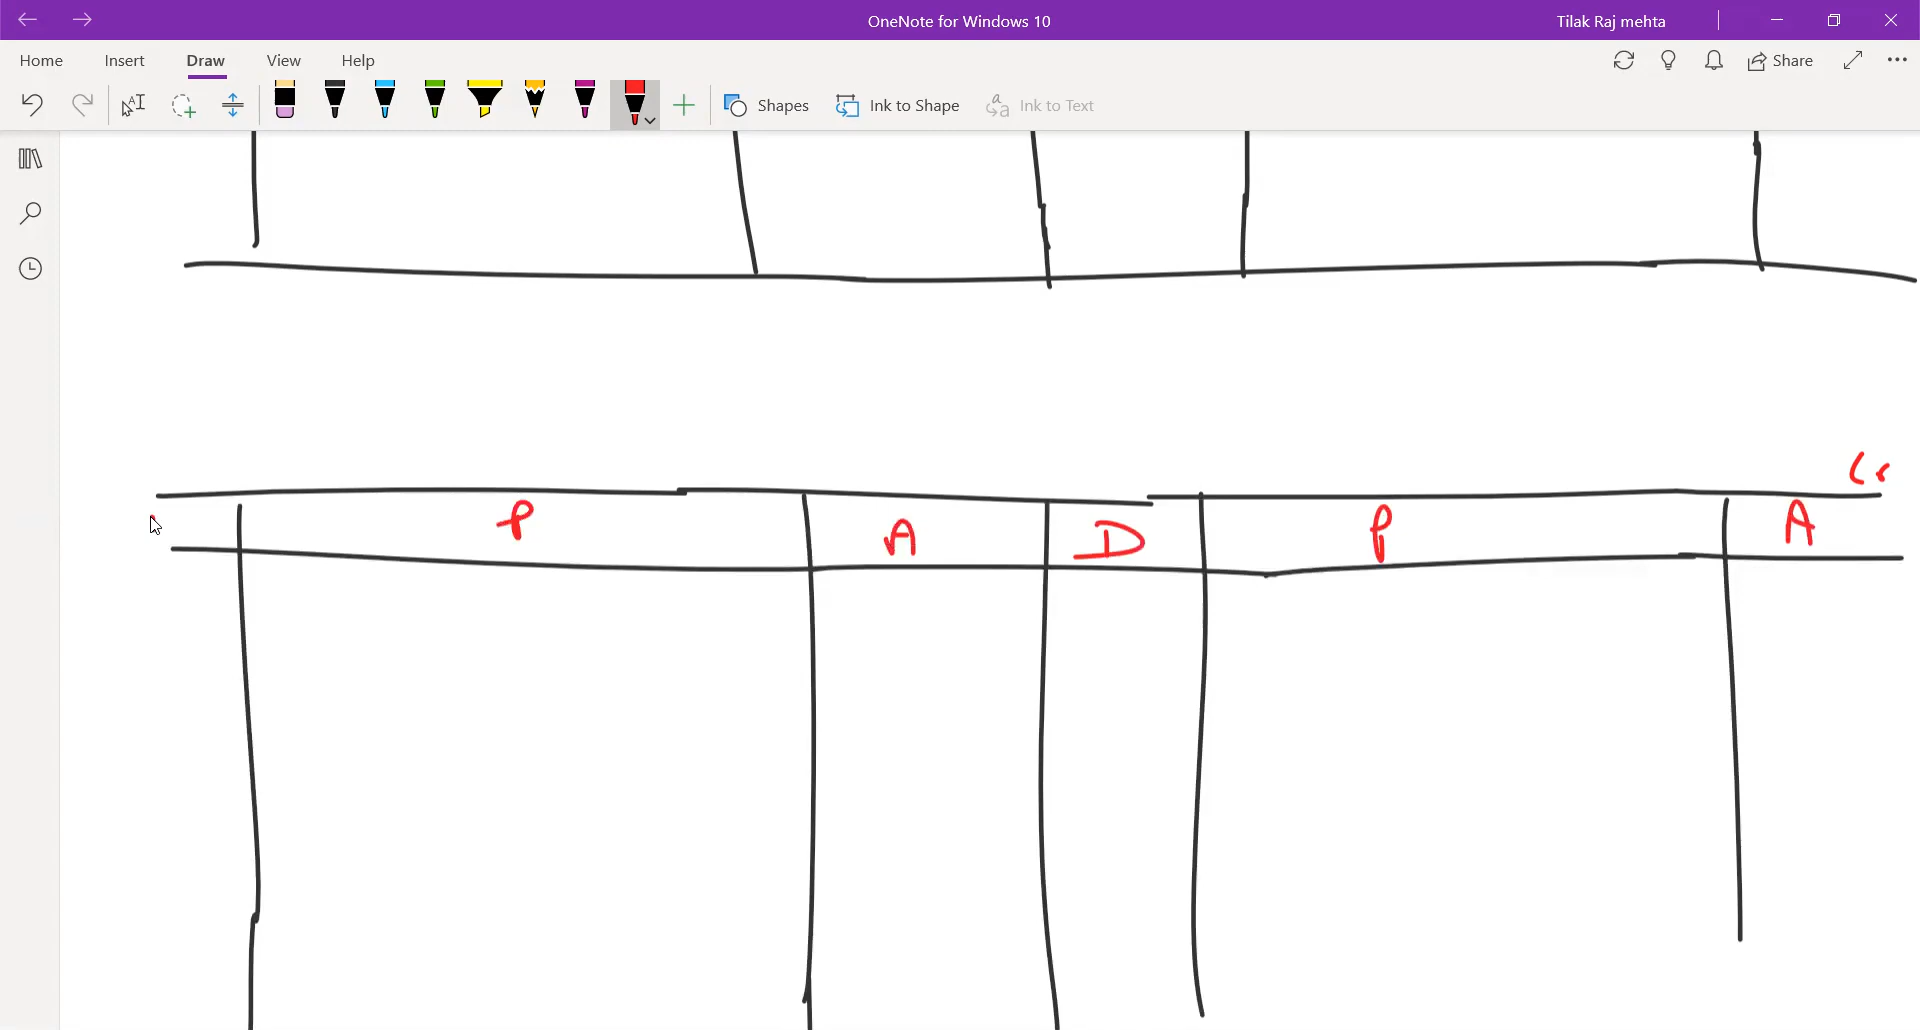 OneNote for Windows 10
Tilak Raj mehta
Home Insert Draw View Help
Share
Shapes Ink to Shape Ink to Text
Cr
P A D P A